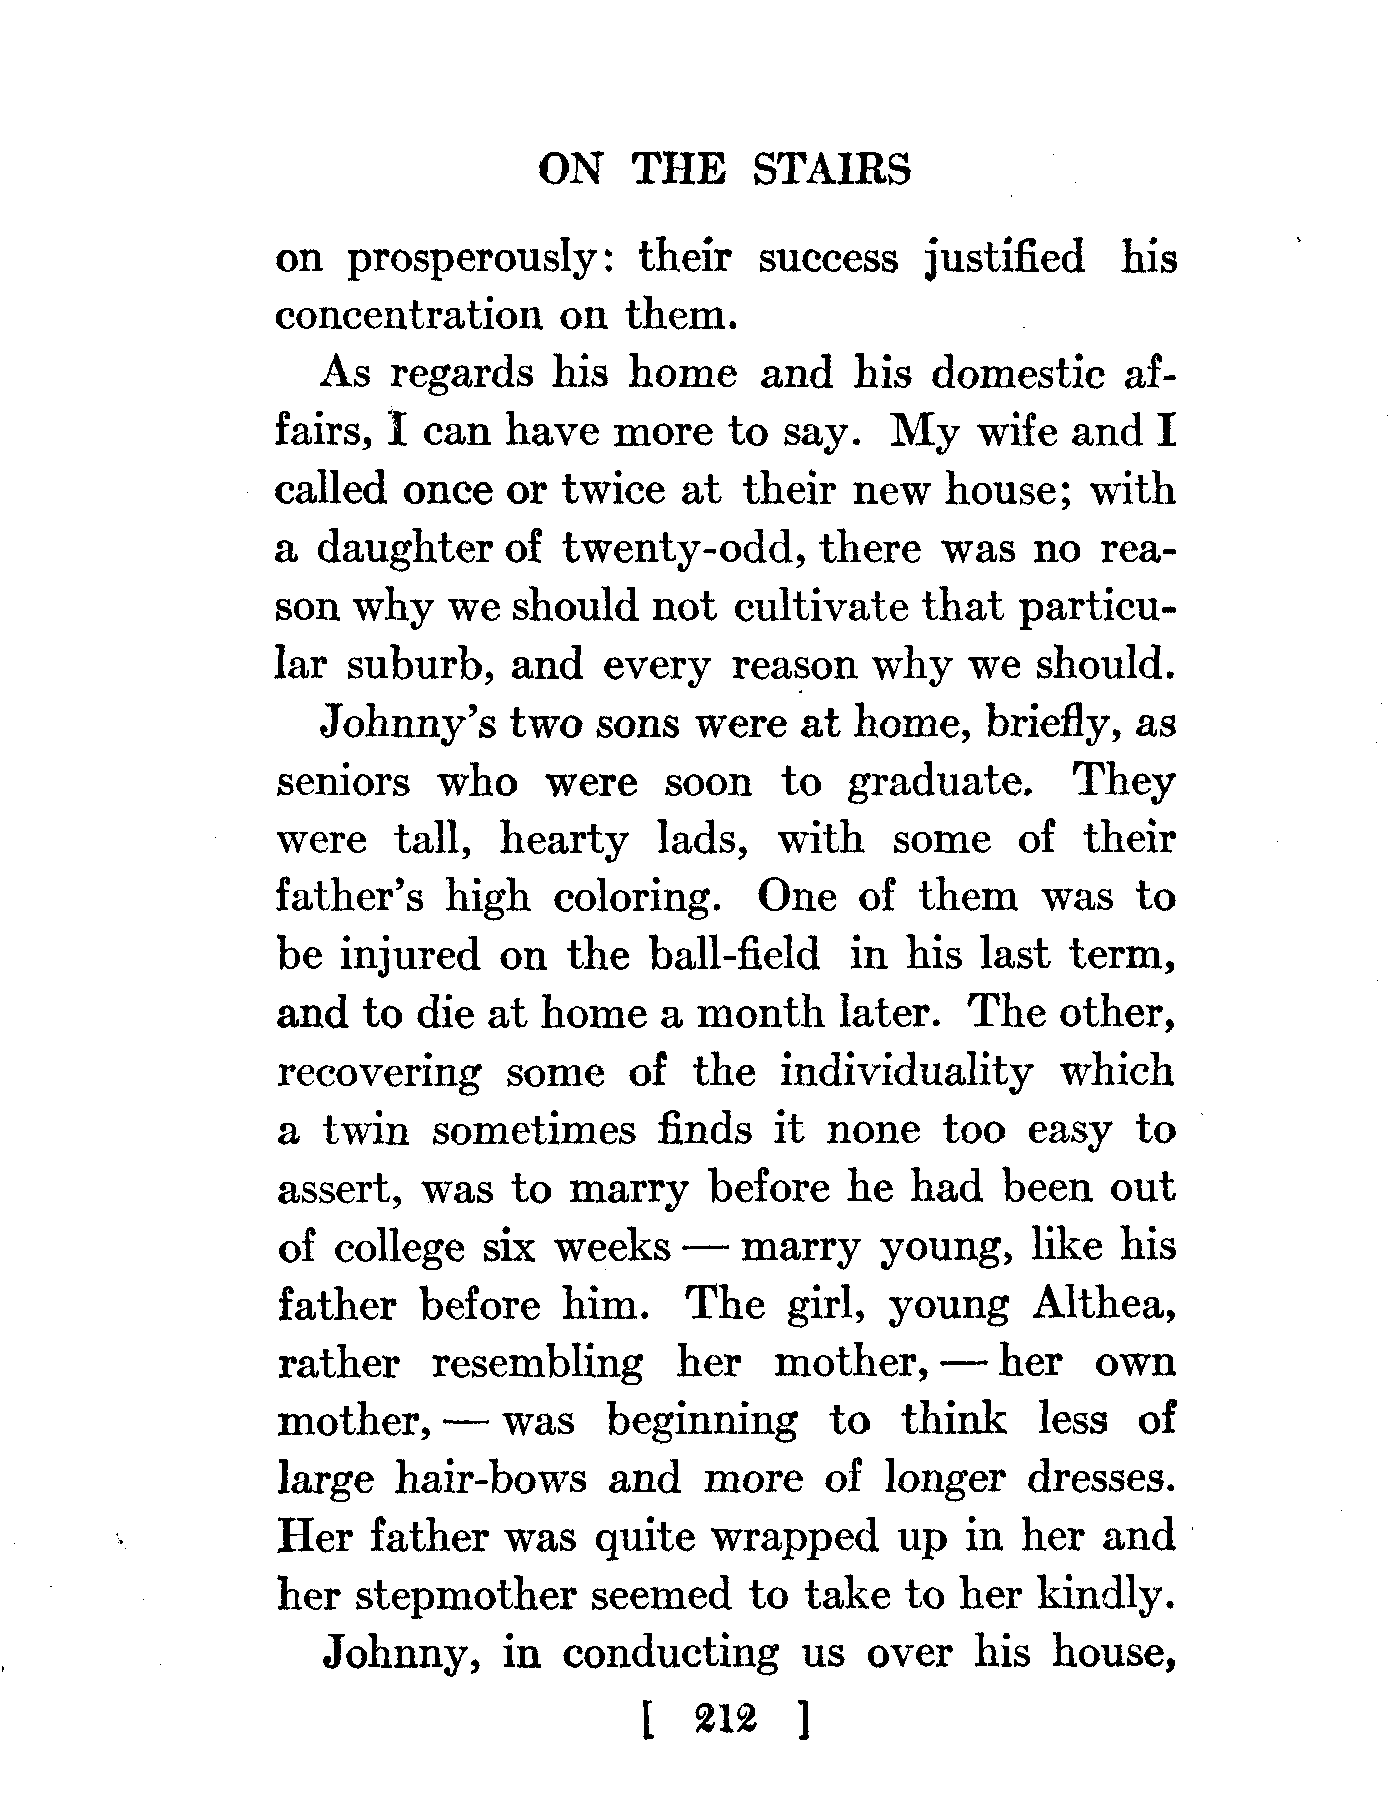 ON THE STAIRS
on prosperously: their success justified his
concentration on them.
As regards his home and his domestic af-
fairs, I can have more to say. My wife and I
called once or twice at their new house; with
a daughter of twenty-odd, there was no rea-
son why we should not cultivate that particu-
lar suburb, and every reason why we should.
Johnny's two sons were at home, briefly, as
seniors who were soon to graduate. They
were tall, hearty lads, with some of their
father's high coloring. One of them was to
be injured on the ball-field in his last term,
and to die at home a month later. The other,
recovering some of the individuality which
a twin sometimes finds it none too easy to
assert, was to marry before he had been out
of college six weeks — marry young, like his
father before him. The girl, young Althea,
rather resembling her mother, — her own
mother, — was beginning to think less of
large hair-bows and more of longer dresses.
Her father was quite wrapped up in her and
her stepmother seemed to take to her kindly.
Johnny, in conducting us over his house,
[ 212 ]